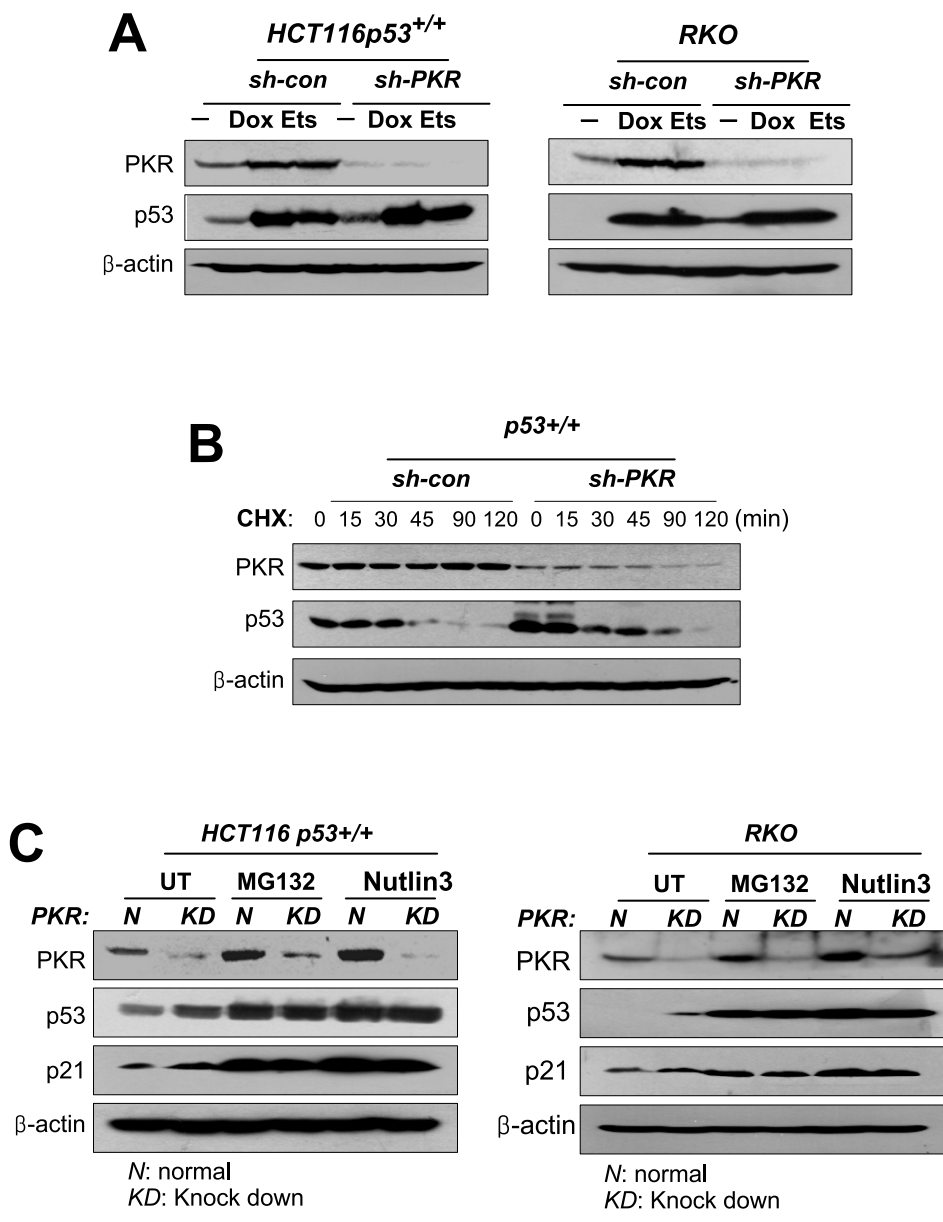 A
HCT116p53+/+
sh-con sh-PKR
– Dox Ets – Dox Ets
PKR
p53
β-actin
RKO
sh-con sh-PKR
– Dox Ets – Dox Ets
B
p53+/+
sh-con sh-PKR
CHX: 0 15 30 45 90 120 0 15 30 45 90 120 (min)
PKR
p53
β-actin
C
HCT116 p53+/+
UT MG132 Nutlin3
PKR: N KD N KD N KD
PKR
p53
p21
β-actin
N: normal
KD: Knock down
RKO
UT MG132 Nutlin3
PKR: N KD N KD N KD
PKR
p53
p21
β-actin
N: normal
KD: Knock down